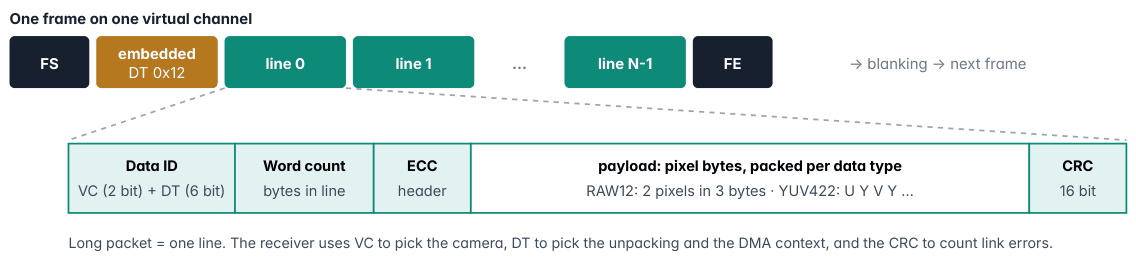 One frame on one virtual channel
FS
embedded
DT 0x12
line 0
line 1
...
line N-1
FE
→ blanking → next frame
Data ID
VC (2 bit) + DT (6 bit)
Word count
bytes in line
ECC
header
payload: pixel bytes, packed per data type
RAW12: 2 pixels in 3 bytes · YUV422: U Y V Y ...
CRC
16 bit
Long packet = one line. The receiver uses VC to pick the camera, DT to pick the unpacking and the DMA context, and the CRC to count link errors.